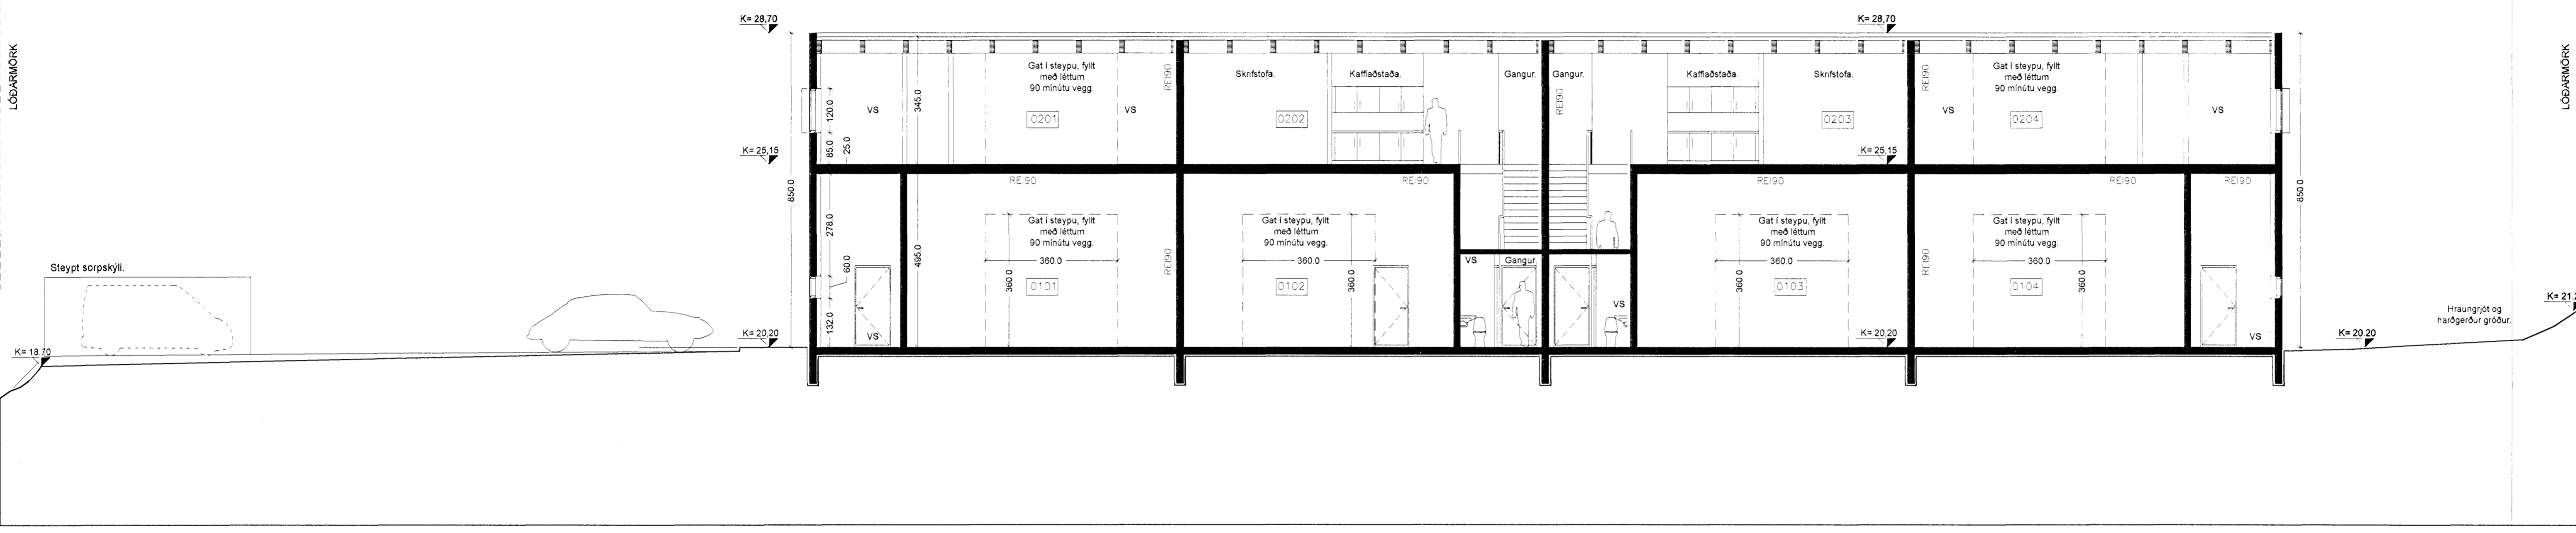 LÓÐARMÖRK
K= 28,70
K= 28,70
LÓÐARMÖRK
Gat í steypu, fyllt
með léttum
90 mínútu vegg.
VS
VS
REI90
0201
345.0
120.0
85.0
25.0
Skrifstofa.
Kaffiaðstaða.
Gangur.
0202
Gangur.
Kaffiaðstaða.
Skrifstofa.
REI90
0203
REI90
Gat í steypu, fyllt
með léttum
90 mínútu vegg.
VS
VS
0204
K= 25,15
K= 25,15
850.0
850.0
REI90
REI90
REI90
REI90
REI90
278.0
60.0
132.0
495.0
VS
Gat í steypu, fyllt
með léttum
90 mínútu vegg.
360.0
360.0
0101
REI90
Gat í steypu, fyllt
með léttum
90 mínútu vegg.
360.0
360.0
0102
VS
Gangur.
VS
Gat í steypu, fyllt
með léttum
90 mínútu vegg.
360.0
360.0
0103
REI90
Gat í steypu, fyllt
með léttum
90 mínútu vegg.
360.0
360.0
0104
VS
Steypt sorpskýli.
K= 18,70
K= 20,20
K= 20,20
K= 20,20
Hraungrjót og
harðgerður gróður.